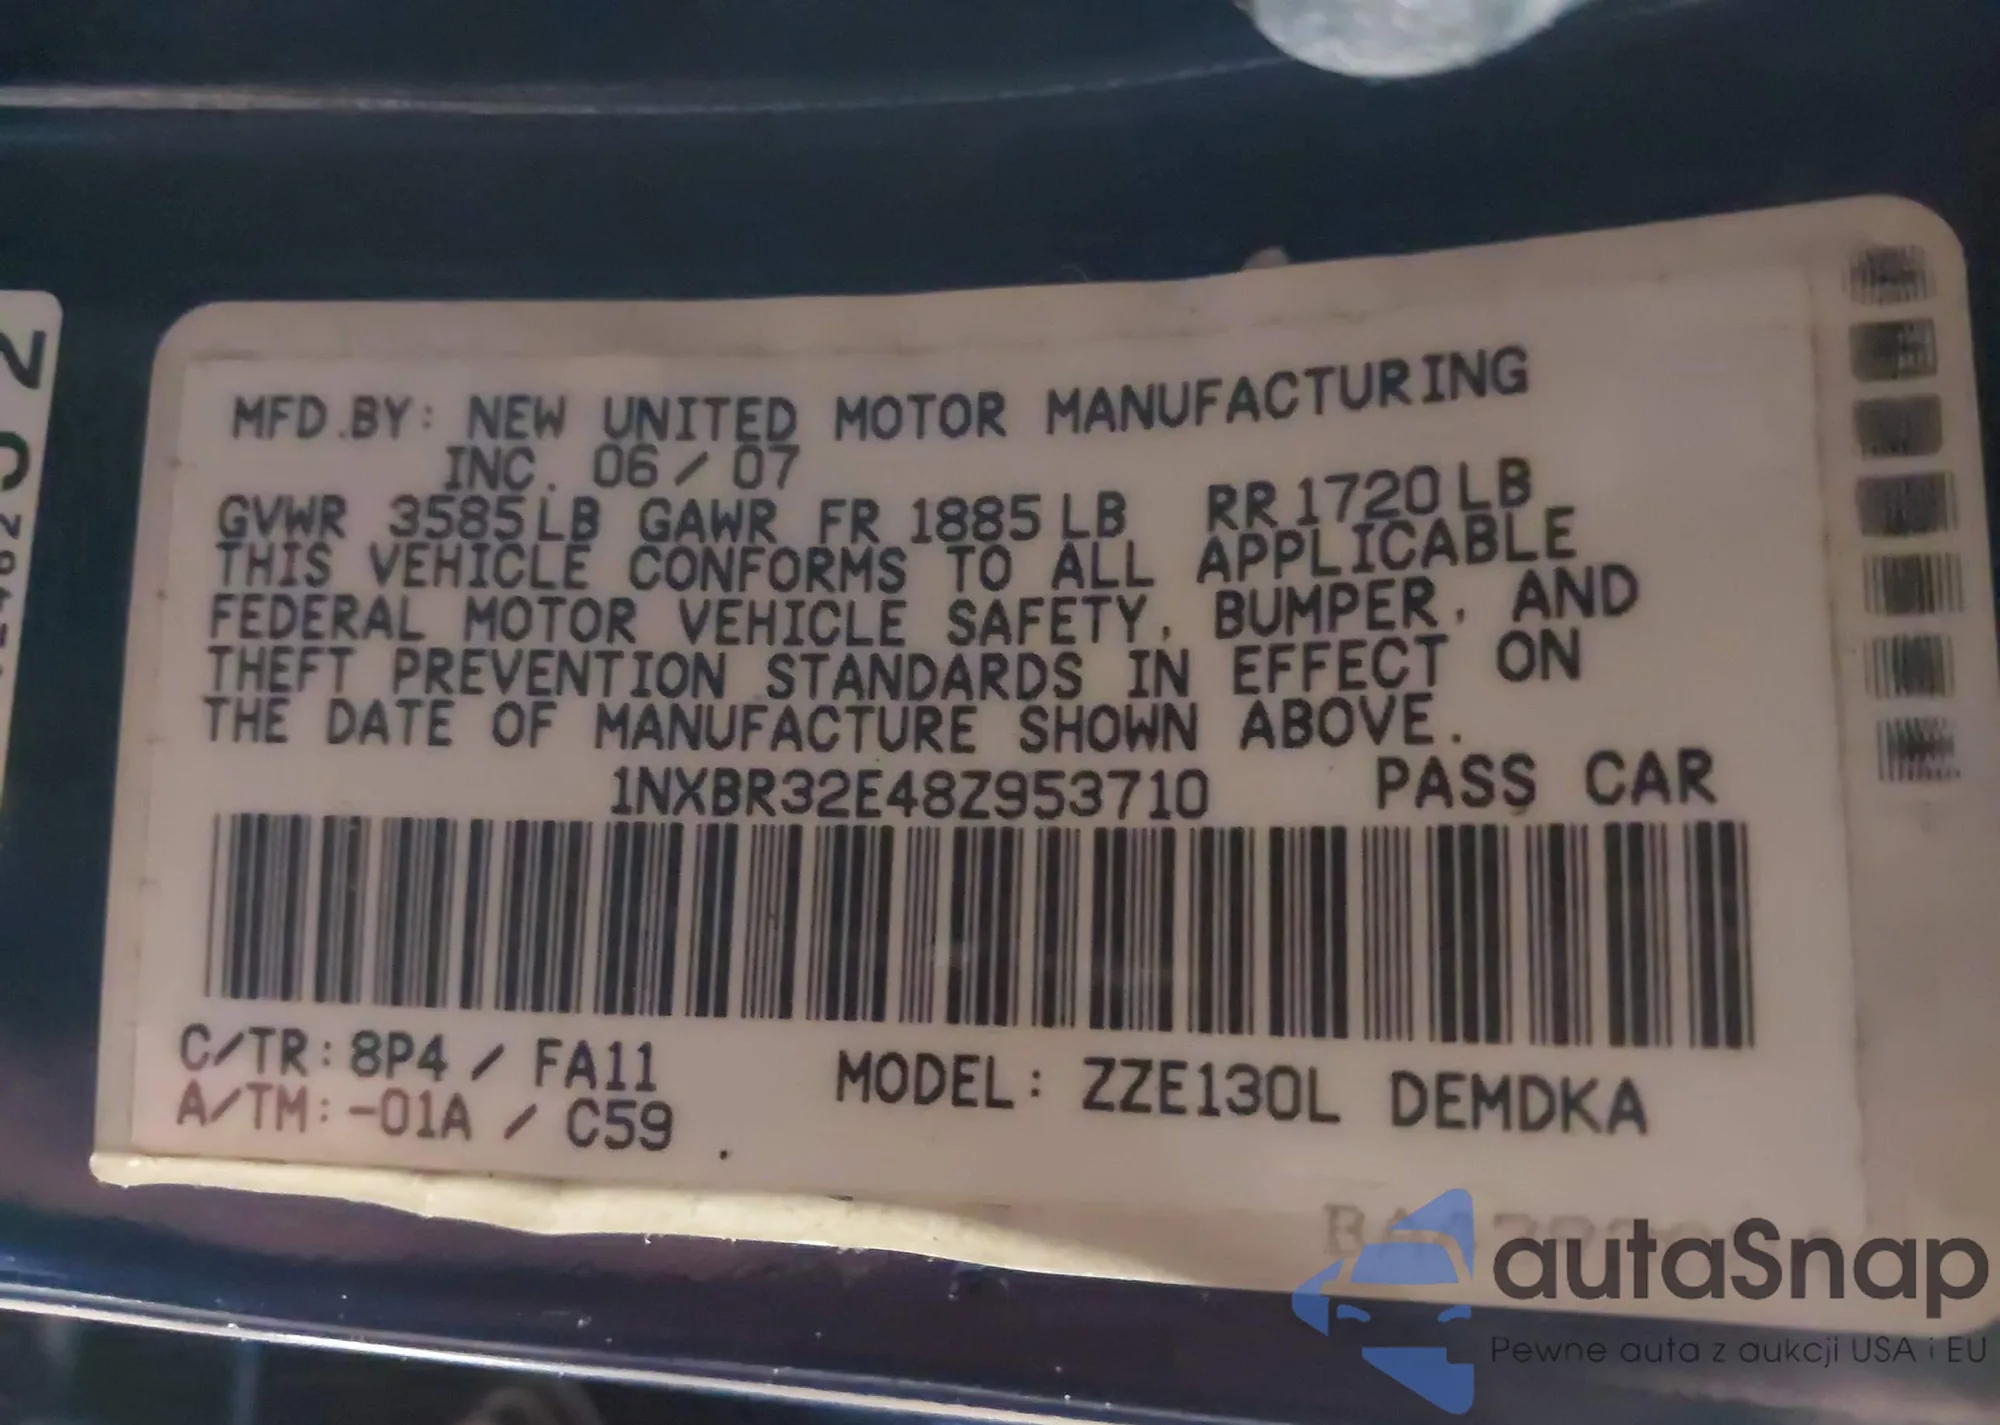 MFD.BY: NEW UNITED MOTOR MANUFACTURING
INC. 06/07
GVWR 3585LB GAWR FR 1885LB RR1720LB
THIS VEHICLE CONFORMS TO ALL APPLICABLE
FEDERAL MOTOR VEHICLE SAFETY, BUMPER, AND
THEFT PREVENTION STANDARDS IN EFFECT ON
THE DATE OF MANUFACTURE SHOWN ABOVE.
1NXBR32E48Z953710 PASS CAR
C/TR: 8P4 / FA11
A/TM: -01A / C59
MODEL: ZZE130L DEMDKA
autaSnap
Pewne auta z aukcji USA i EU